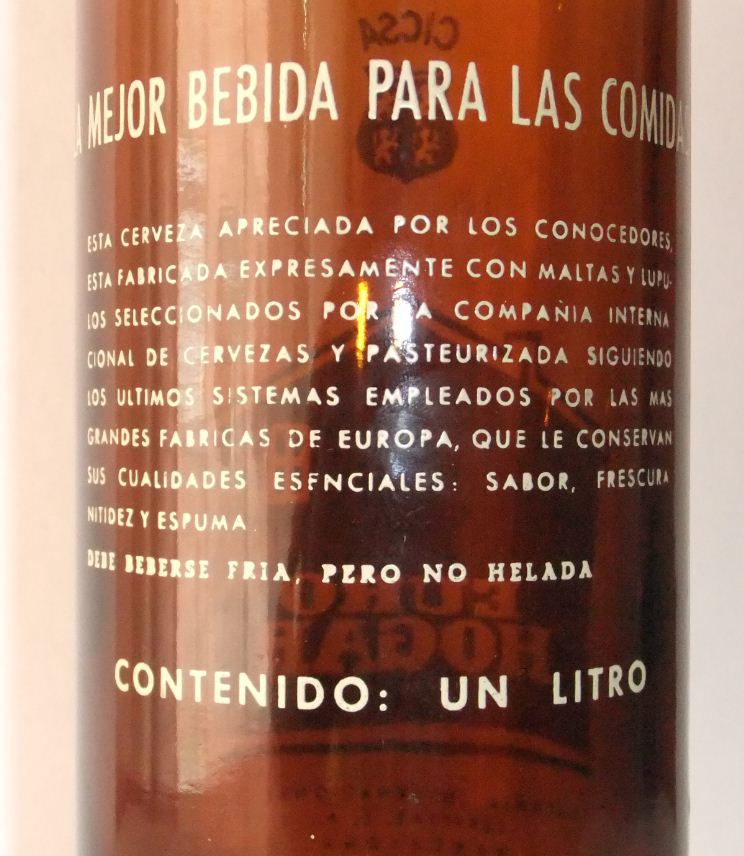 CICSA
LA MEJOR BEBIDA PARA LAS COMIDAS
ESTA CERVEZA APRECIADA POR LOS CONOCEDORES,
ESTA FABRICADA EXPRESAMENTE CON MALTAS Y LUPU-
LOS SELECCIONADOS POR LA COMPAÑIA INTERNA
CIONAL DE CERVEZAS Y PASTEURIZADA SIGUIENDO
LOS ULTIMOS SISTEMAS EMPLEADOS POR LAS MAS
GRANDES FABRICAS DE EUROPA, QUE LE CONSERVAN
SUS CUALIDADES ESENCIALES: SABOR, FRESCURA
NITIDEZ Y ESPUMA.
DEBE BEBERSE FRIA, PERO NO HELADA
EURO
HOGAR
CONTENIDO: UN LITRO